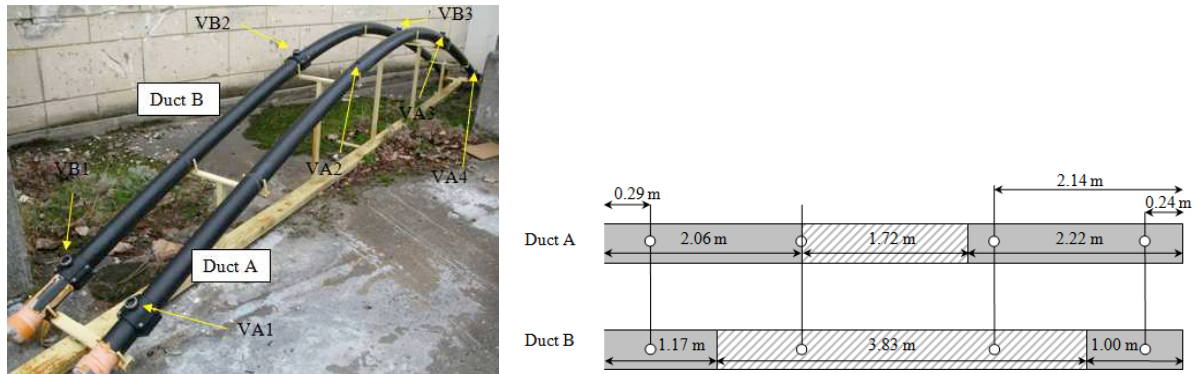 VB2
VB3
Duct B
VA3
VB1
VA2
VA4
Duct A
VA1
2.14 m
0.29 m
0.24 m
Duct A
2.06 m
1.72 m
2.22 m
Duct B
1.17 m
3.83 m
1.00 m